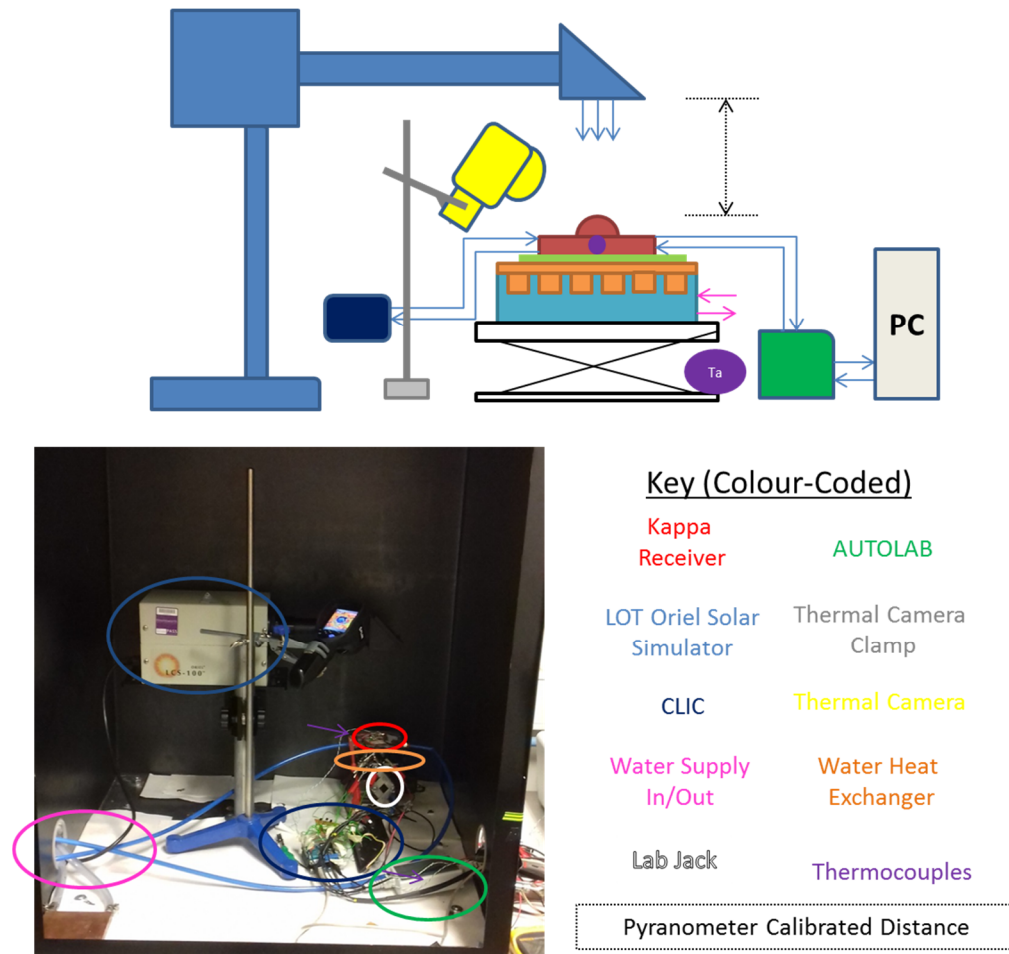 PC
Ta
LCS-100
Key (Colour-Coded)
Kappa
Receiver
AUTOLAB
LOT Oriel Solar
Simulator
Thermal Camera
Clamp
CLIC
Thermal Camera
Water Supply
In/Out
Water Heat
Exchanger
Lab Jack
Thermocouples
Pyranometer Calibrated Distance